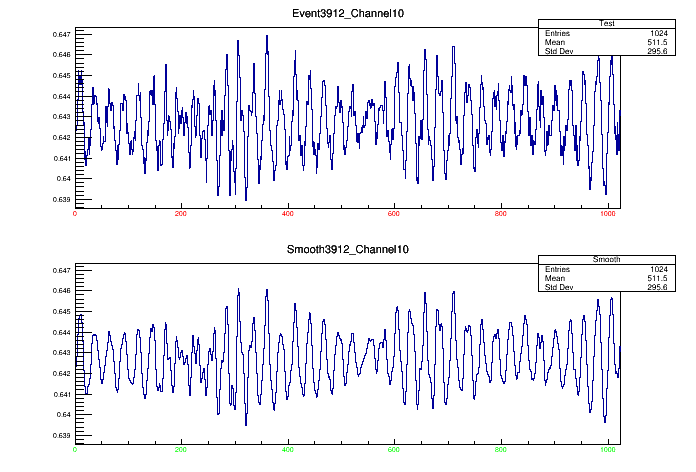 Event3912_Channel10
Test
Entries 1024
Mean 511.5
Std Dev 295.6
0.647
0.646
0.645
0.644
0.643
0.642
0.641
0.64
0.639
0 200 400 600 800 1000
Smooth3912_Channel10
Smooth
Entries 1024
Mean 511.5
Std Dev 295.6
0.647
0.646
0.645
0.644
0.643
0.642
0.641
0.64
0.639
0 200 400 600 800 1000